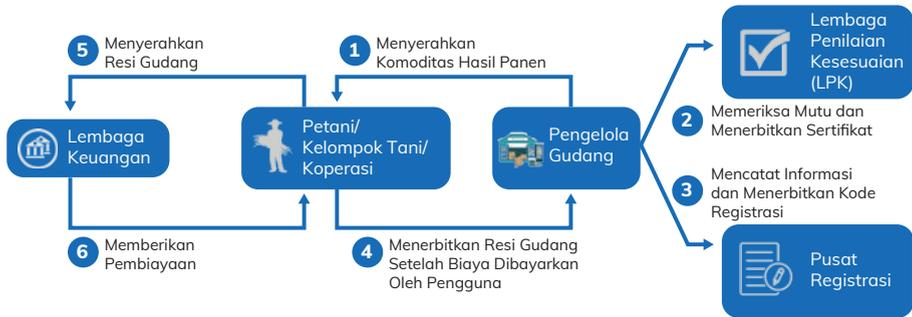 5
Menyerahkan
Resi Gudang
1
Menyerahkan
Komoditas Hasil Panen
Lembaga
Penilaian
Kesesuaian
(LPK)
2
Memeriksa Mutu dan
Menerbitkan Sertifikat
Lembaga
Keuangan
Petani/
Kelompok Tani/
Koperasi
Pengelola
Gudang
3
Mencatat Informasi
dan Menerbitkan Kode
Registrasi
6
Memberikan
Pembiayaan
4
Menerbitkan Resi Gudang
Setelah Biaya Dibayarkan
Oleh Pengguna
Pusat
Registrasi